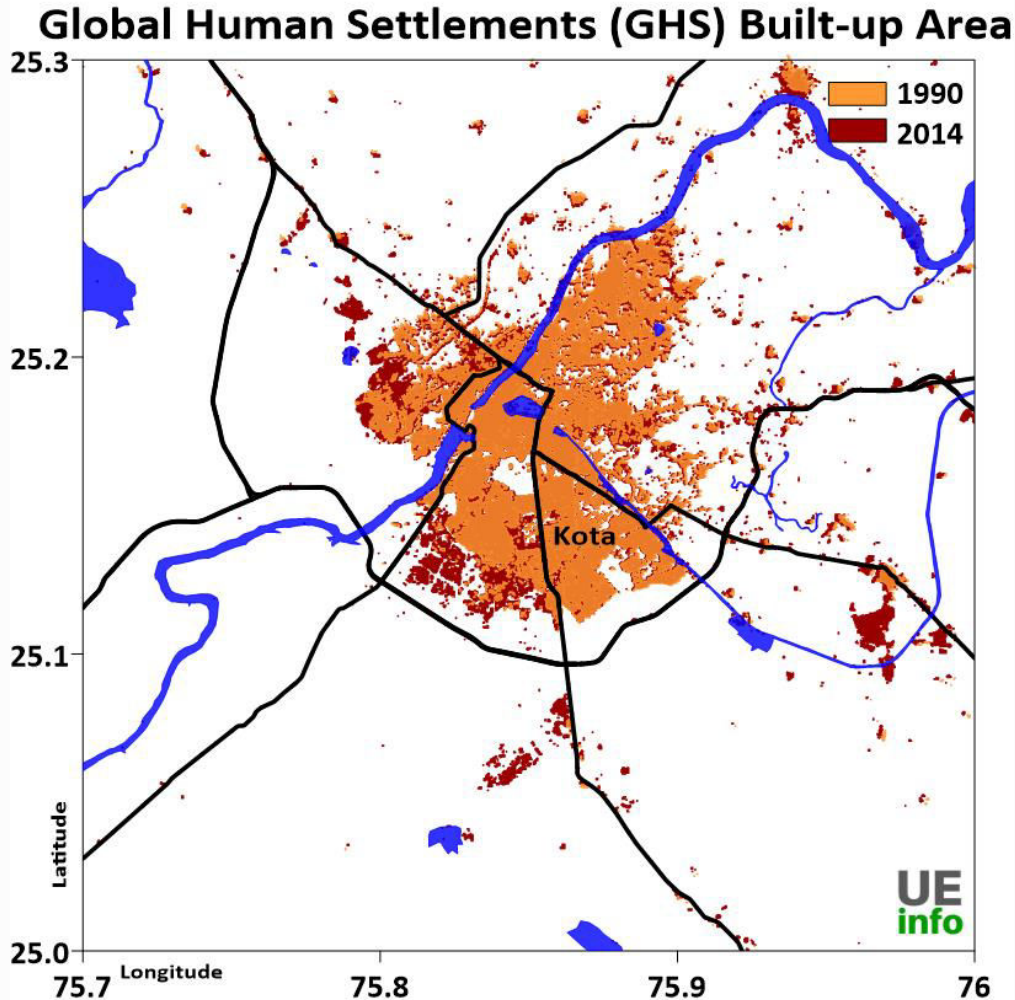 Global Human Settlements (GHS) Built-up Area
25.3
1990
2014
25.2
Kota
25.1
Latitude
UE
info
25.0
Longitude
75.7
75.8
75.9
76